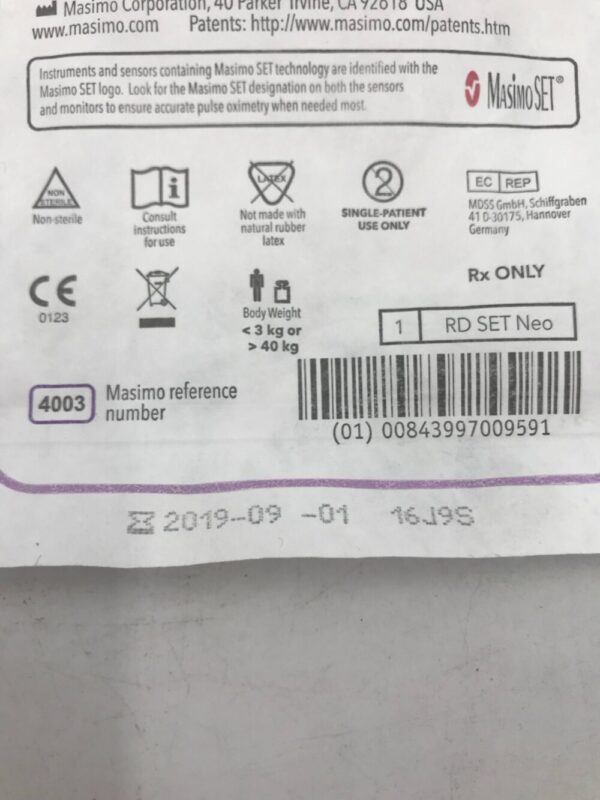 Masimo Corporation, 40 Parker Irvine, CA 92618 USA
www.masimo.com Patents: http://www.masimo.com/patents.htm
Instruments and sensors containing Masimo SET technology are identified with the
Masimo SET logo. Look for the Masimo SET designation on both the sensors
and monitors to ensure accurate pulse oximetry when needed most.
MASIMO SET®
NON
STERILE
Non-sterile
i
Consult
instructions
for use
LATEX
Not made with
natural rubber
latex
2
SINGLE-PATIENT
USE ONLY
EC REP
MDSS GmbH, Schiffgraben
41 D-30175, Hannover
Germany
CE
0123
Body Weight
< 3 kg or
> 40 kg
Rx ONLY
1 RD SET Neo
4003
Masimo reference
number
(01) 00843997009591
2019-09 -01 16J9S